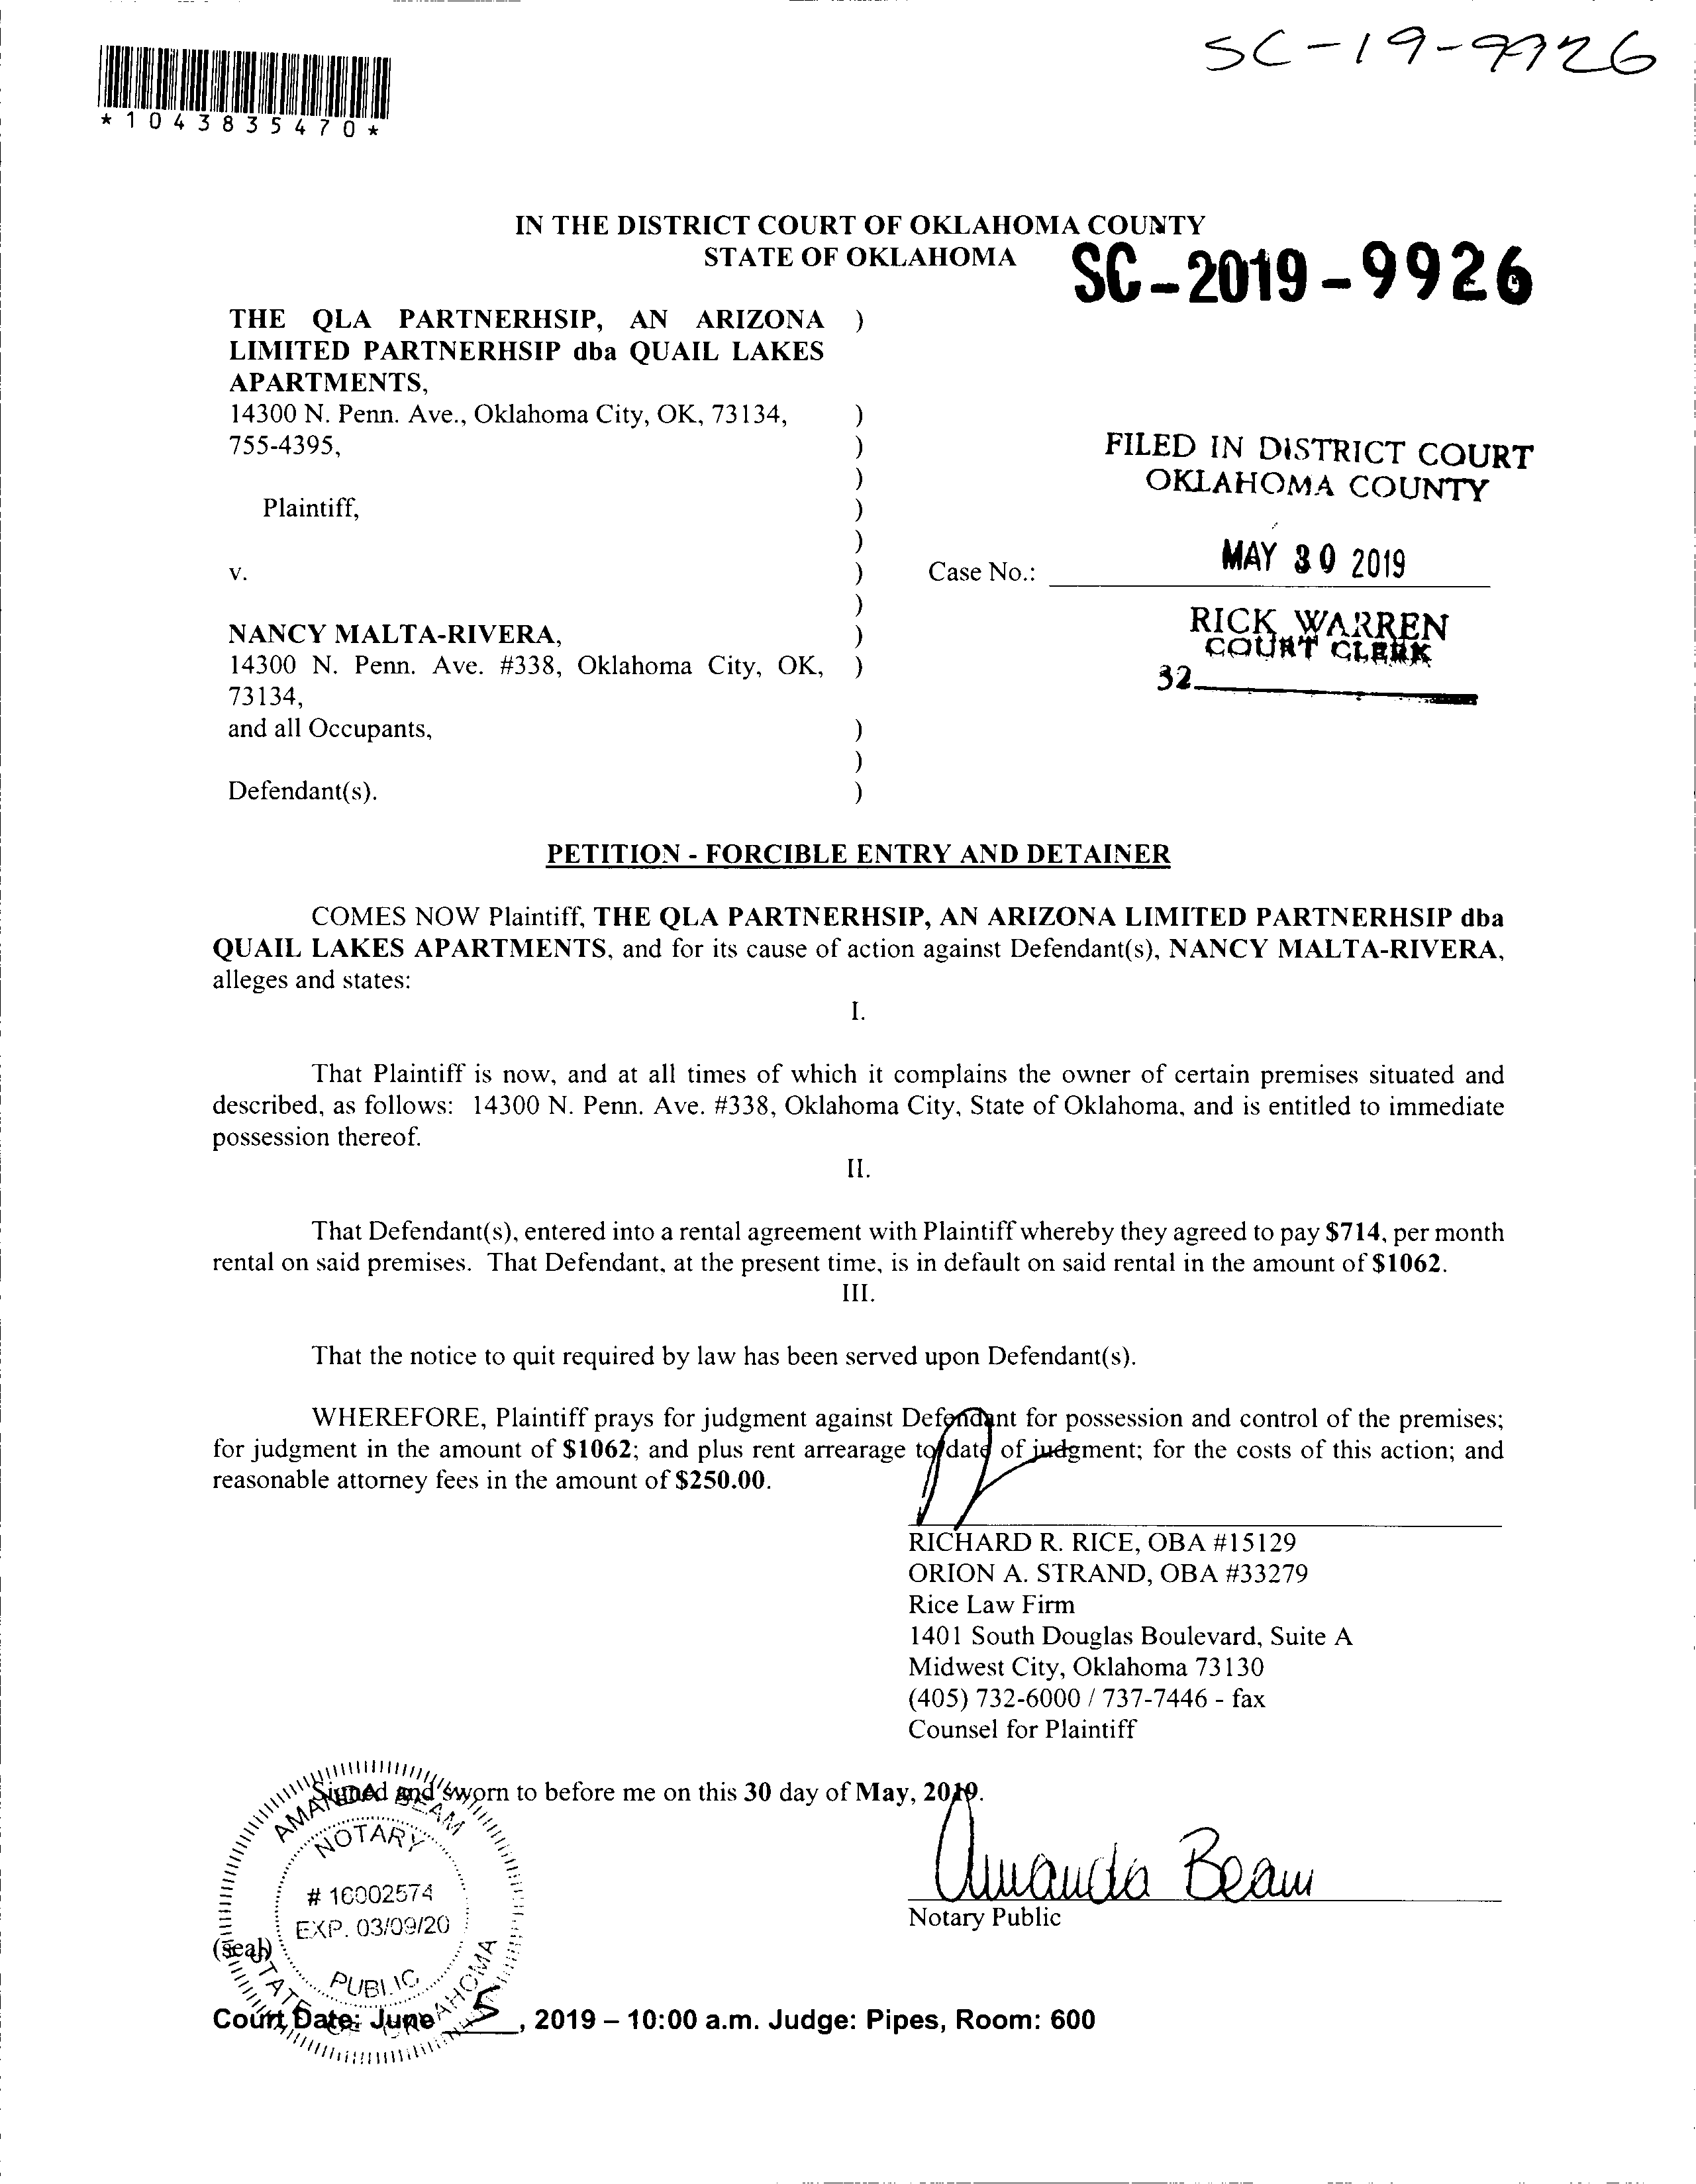 SC-19-9926
*1043835470*
IN THE DISTRICT COURT OF OKLAHOMA COUNTY
STATE OF OKLAHOMA
SC-2019-9926
THE QLA PARTNERHSIP, AN ARIZONA )
LIMITED PARTNERHSIP dba QUAIL LAKES
APARTMENTS,
14300 N. Penn. Ave., Oklahoma City, OK, 73134, )
755-4395, )
)
Plaintiff, )
)
v. ) Case No.:
)
NANCY MALTA-RIVERA, )
14300 N. Penn. Ave. #338, Oklahoma City, OK, )
73134,
and all Occupants, )
)
Defendant(s). )
FILED IN DISTRICT COURT
OKLAHOMA COUNTY
MAY 30 2019
RICK WARREN
COURT CLERK
32
PETITION - FORCIBLE ENTRY AND DETAINER
COMES NOW Plaintiff, THE QLA PARTNERHSIP, AN ARIZONA LIMITED PARTNERHSIP dba
QUAIL LAKES APARTMENTS, and for its cause of action against Defendant(s), NANCY MALTA-RIVERA,
alleges and states:
I.
That Plaintiff is now, and at all times of which it complains the owner of certain premises situated and
described, as follows: 14300 N. Penn. Ave. #338, Oklahoma City, State of Oklahoma, and is entitled to immediate
possession thereof.
II.
That Defendant(s), entered into a rental agreement with Plaintiff whereby they agreed to pay $714, per month
rental on said premises. That Defendant, at the present time, is in default on said rental in the amount of $1062.
III.
That the notice to quit required by law has been served upon Defendant(s).
WHEREFORE, Plaintiff prays for judgment against Defendant for possession and control of the premises;
for judgment in the amount of $1062; and plus rent arrearage to date of judgment; for the costs of this action; and
reasonable attorney fees in the amount of $250.00.
RICHARD R. RICE, OBA #15129
ORION A. STRAND, OBA #33279
Rice Law Firm
1401 South Douglas Boulevard, Suite A
Midwest City, Oklahoma 73130
(405) 732-6000 / 737-7446 - fax
Counsel for Plaintiff
Signed and sworn to before me on this 30 day of May, 2019.
AMANDA BEAM
NOTARY
# 16002574
EXP. 03/09/20
PUBLIC
STATE OF OKLAHOMA
Amanda Beam
Notary Public
(seal)
Court Date: June 5, 2019 – 10:00 a.m. Judge: Pipes, Room: 600